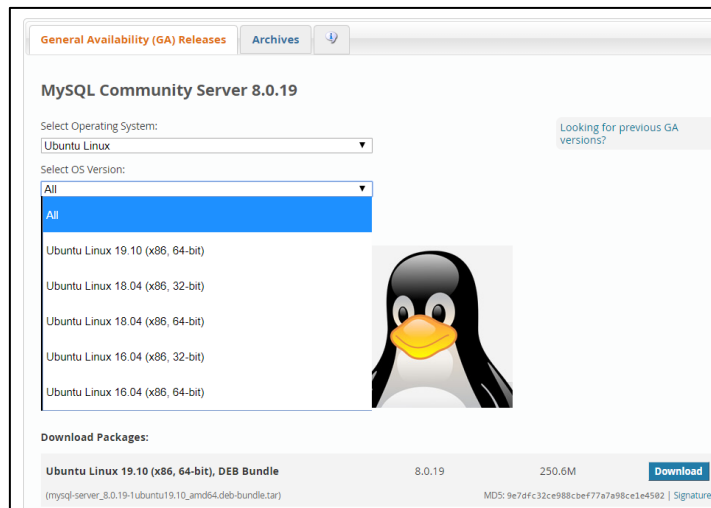 General Availability (GA) Releases
Archives
MySQL Community Server 8.0.19
Select Operating System:
Looking for previous GA
versions?
Ubuntu Linux
Select OS Version:
All
All
Ubuntu Linux 19.10 (x86, 64-bit)
Ubuntu Linux 18.04 (x86, 32-bit)
Ubuntu Linux 18.04 (x86, 64-bit)
Ubuntu Linux 16.04 (x86, 32-bit)
Ubuntu Linux 16.04 (x86, 64-bit)
Download Packages:
Ubuntu Linux 19.10 (x86, 64-bit), DEB Bundle 8.0.19 250.6M Download
(mysql-server_8.0.19-1ubuntu19.10_amd64.deb-bundle.tar) MD5: 9e7dfc32ce988cbef77a7a98ce1e4502 | Signature